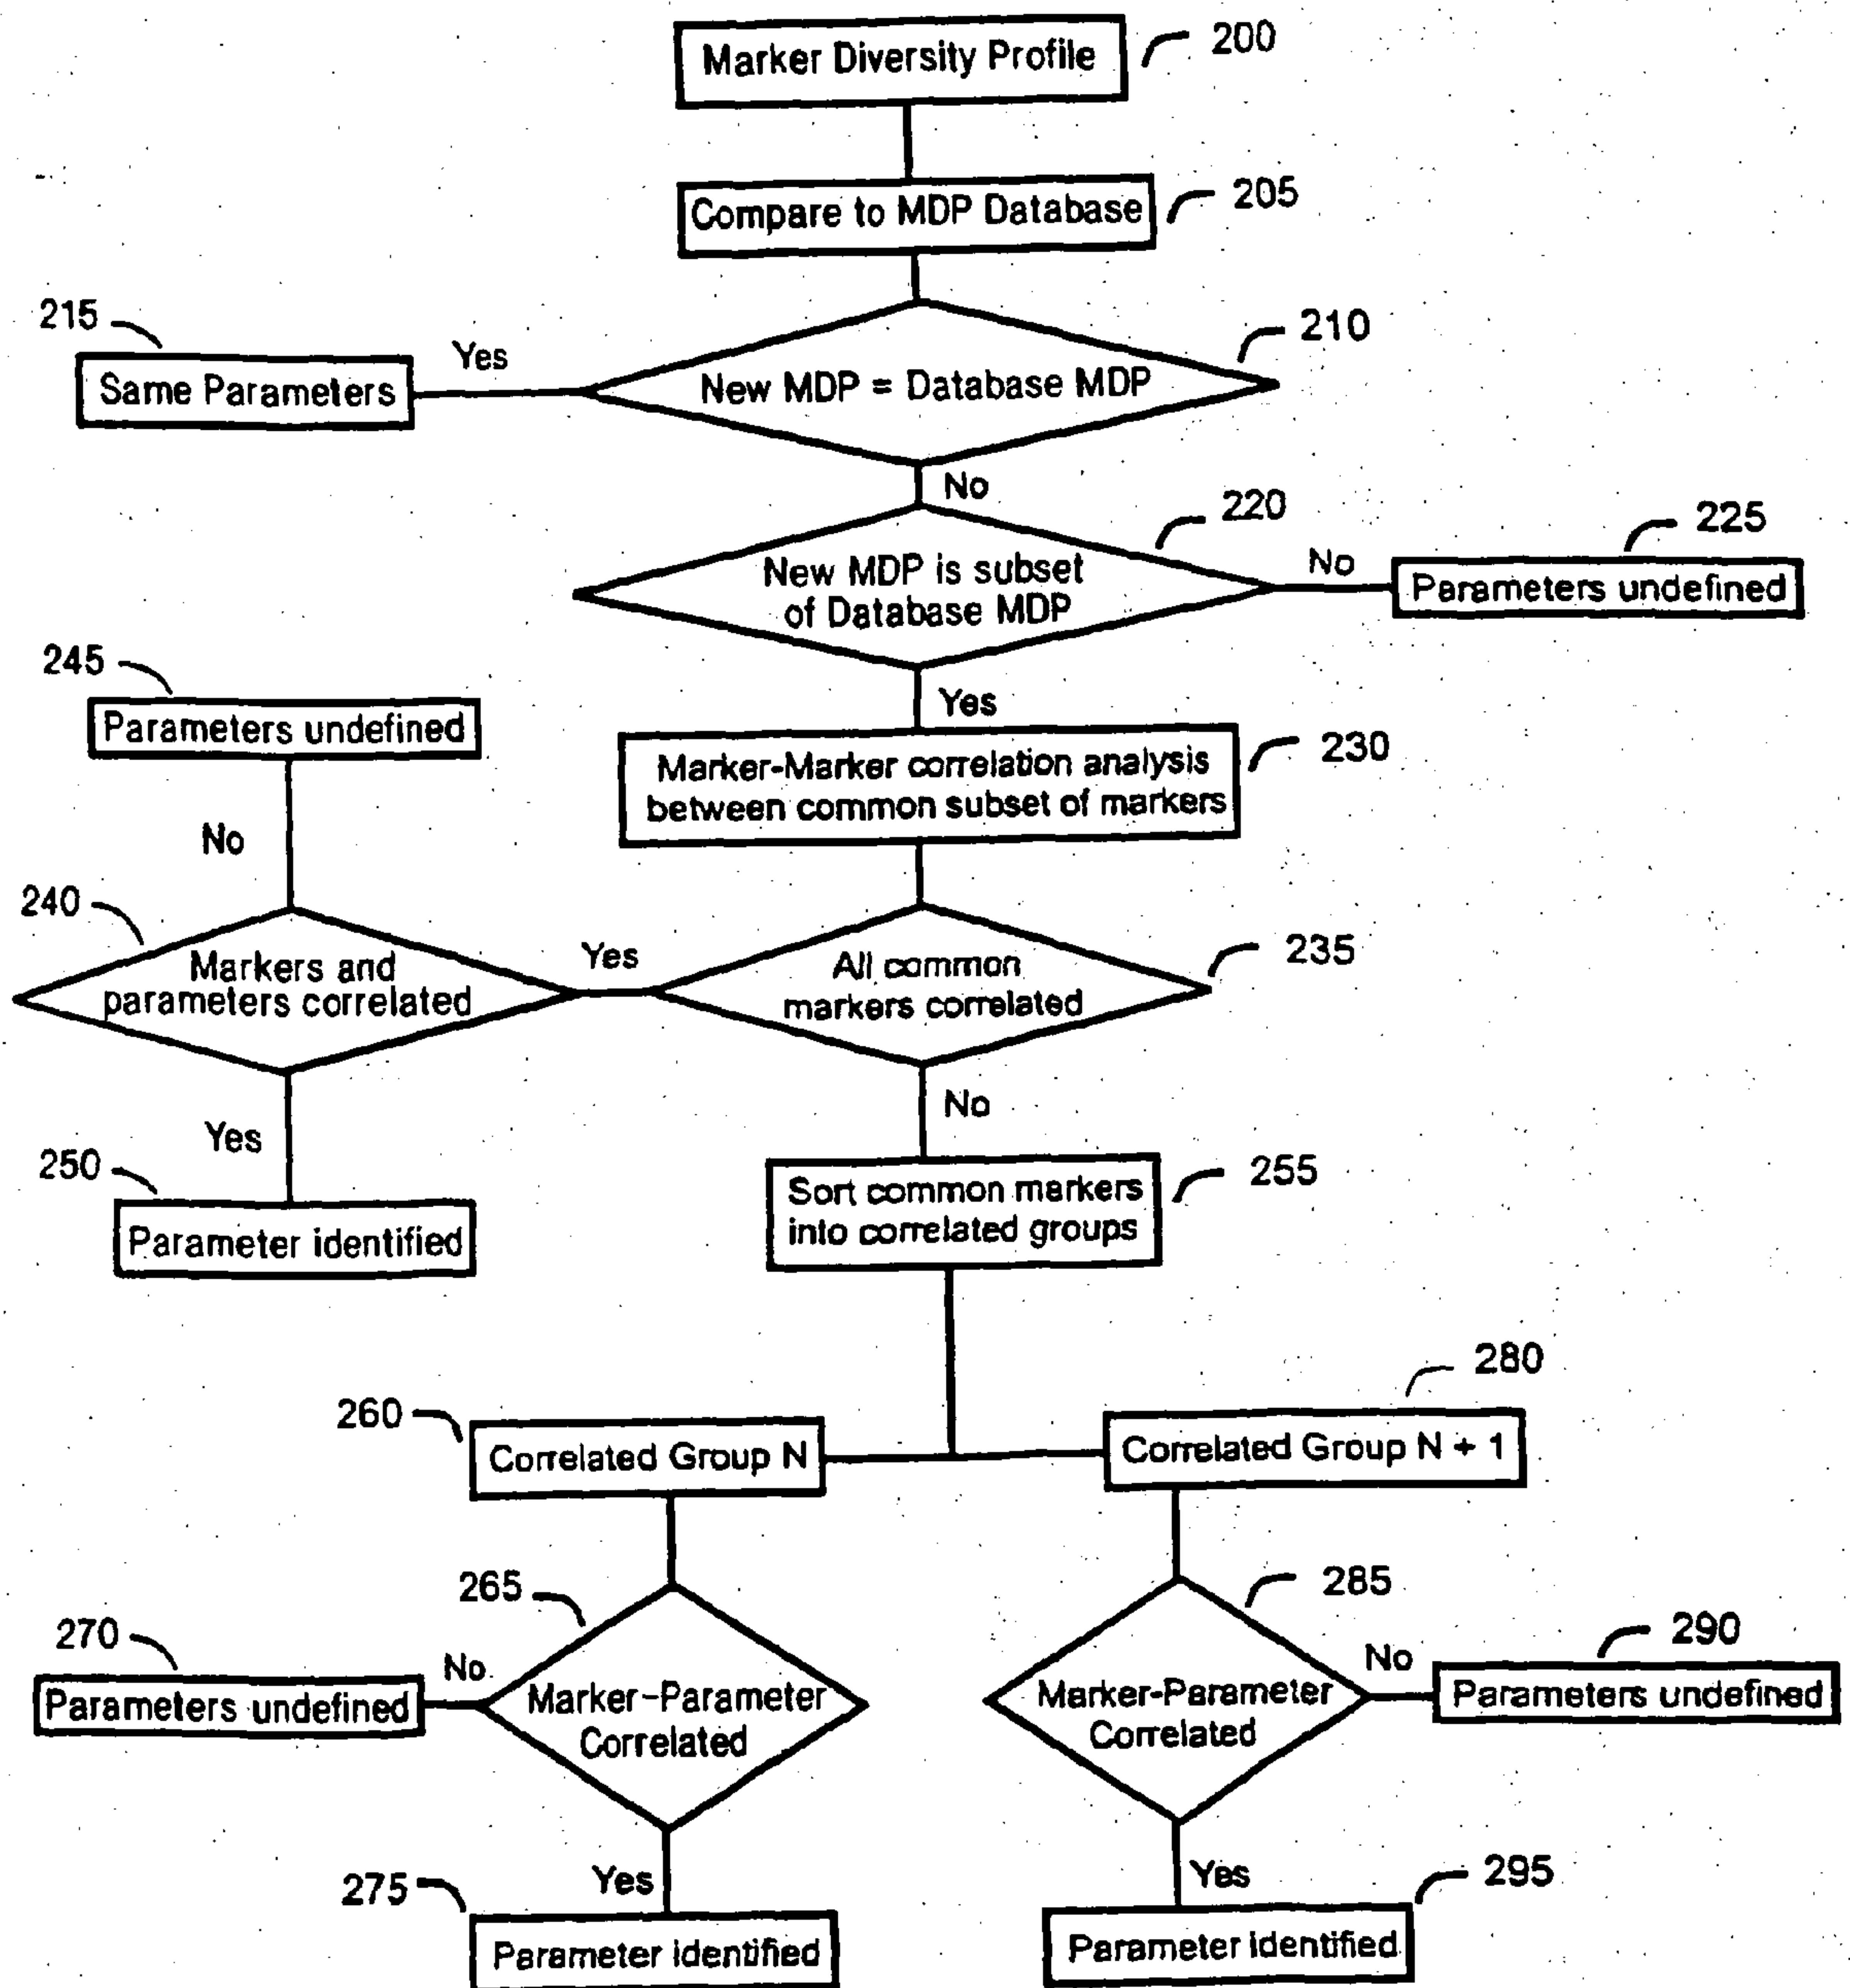 Marker Diversity Profile
200
Compare to MDP Database
205
215
Same Parameters
Yes
New MDP = Database MDP
210
No
220
New MDP is subset
of Database MDP
No
225
Parameters undefined
Yes
245
Parameters undefined
Marker-Marker correlation analysis
between common subset of markers
230
No
240
Markers and
parameters correlated
Yes
All common
markers correlated
235
Yes
No
250
Parameter identified
Sort common markers
into correlated groups
255
260
Correlated Group N
280
Correlated Group N + 1
265
270
Parameters undefined
No
Marker-Parameter
Correlated
285
Marker-Parameter
Correlated
No
290
Parameters undefined
Yes
275
Parameter identified
Yes
295
Parameter identified